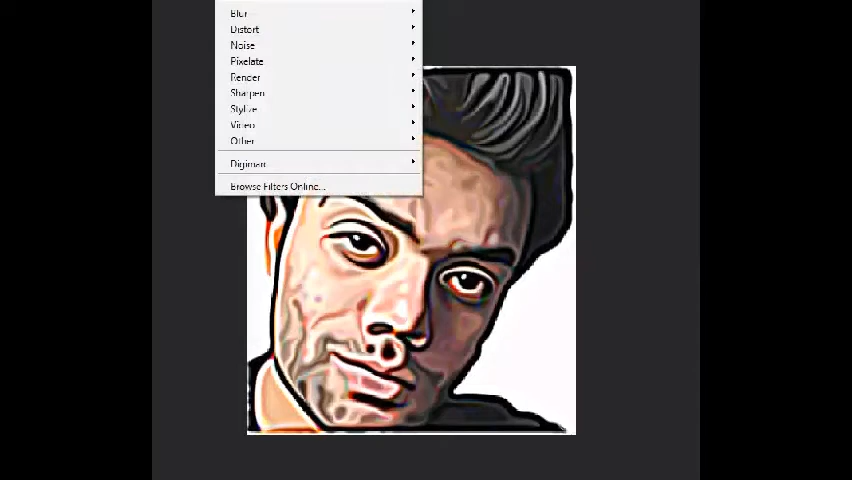 Blur
Distort
Noise
Pixelate
Render
Sharpen
Stylize
Video
Other
Digimarc
Browse Filters Online...